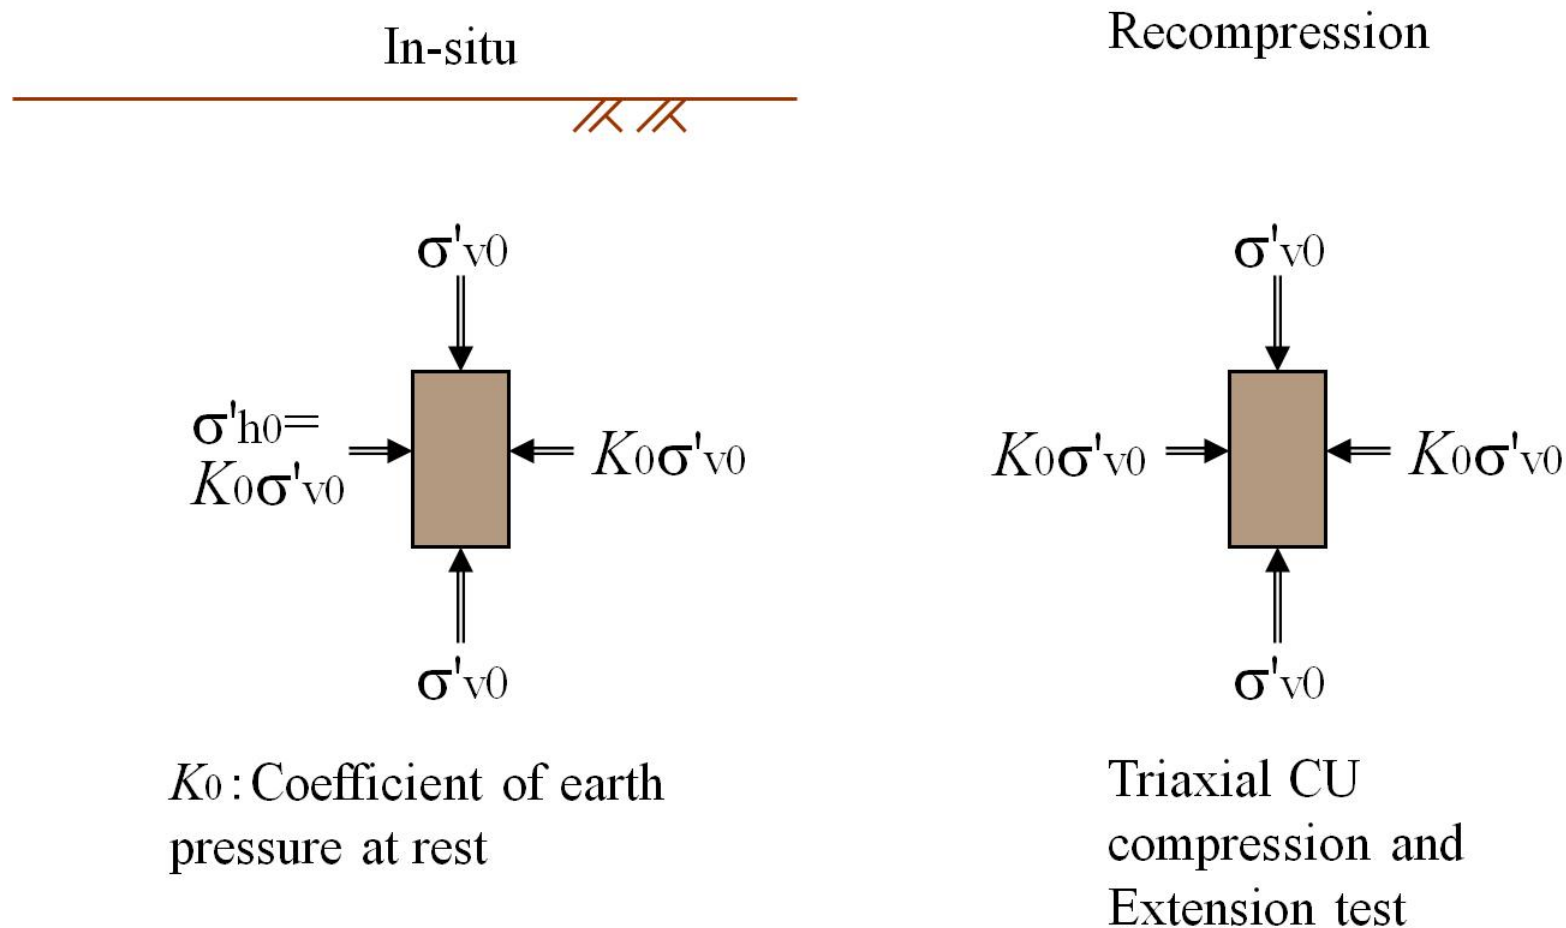 In-situ
σ'v0
σ'h0=
K0σ'v0
K0σ'v0
σ'v0
K0 : Coefficient of earth
pressure at rest
Recompression
σ'v0
K0σ'v0
K0σ'v0
σ'v0
Triaxial CU
compression and
Extension test